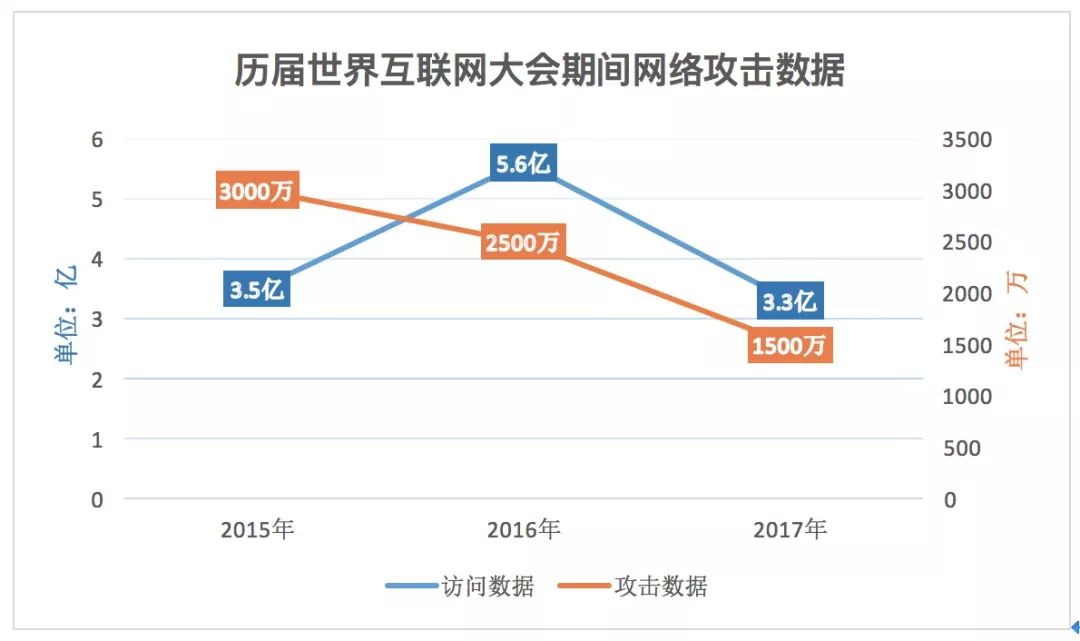 历届世界互联网大会期间网络攻击数据
6
5
4
3
2
1
0
单位：亿
3500
3000
2500
2000
1500
1000
500
0
单位：万
3000万
2500万
1500万
3.5亿
5.6亿
3.3亿
2015年
2016年
2017年
访问数据
攻击数据